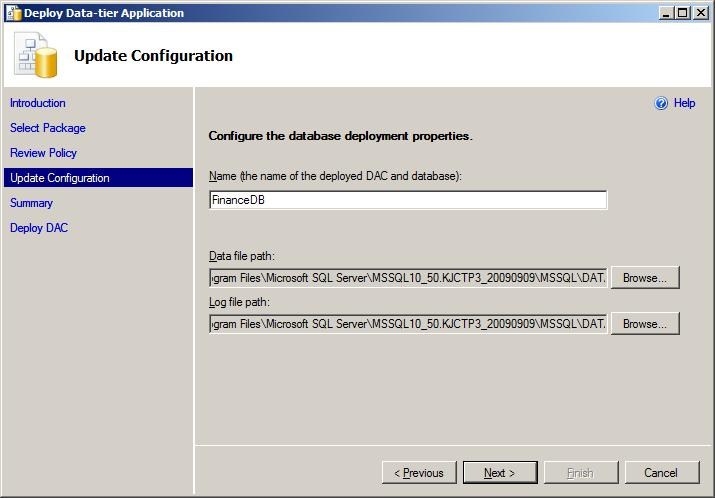 Deploy Data-tier Application
Update Configuration
Introduction
Select Package
Review Policy
Update Configuration
Summary
Deploy DAC
Help
Configure the database deployment properties.
Name (the name of the deployed DAC and database):
FinanceDB
Data file path:
ogram Files\Microsoft SQL Server\MSSQL10_50.KJCTP3_20090909\MSSQL\DAT
Browse...
Log file path:
ogram Files\Microsoft SQL Server\MSSQL10_50.KJCTP3_20090909\MSSQL\DAT
Browse...
< Previous
Next >
Finish
Cancel